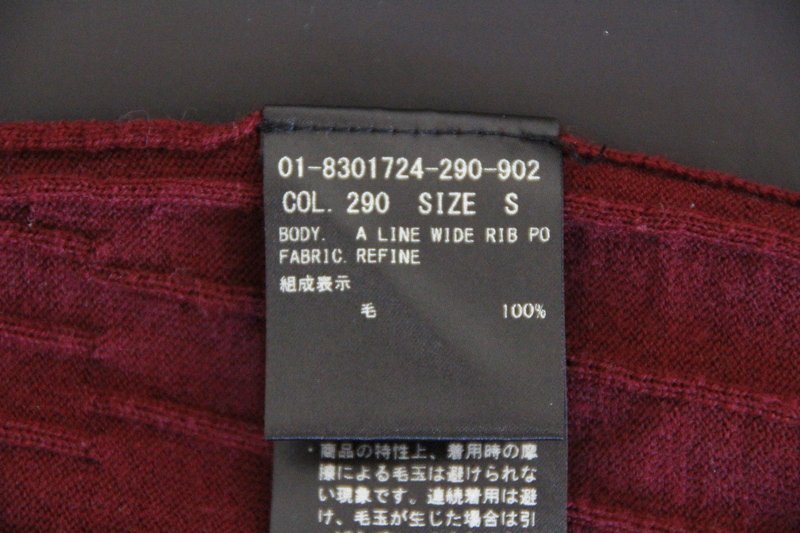 01-8301724-290-902
COL. 290 SIZE S
BODY. A LINE WIDE RIB PO
FABRIC. REFINE
組成表示
毛 100%
・商品の特性上、着用時の摩
擦による毛玉は避けられな
い現象です。連続着用は避
け、毛玉が生じた場合は引